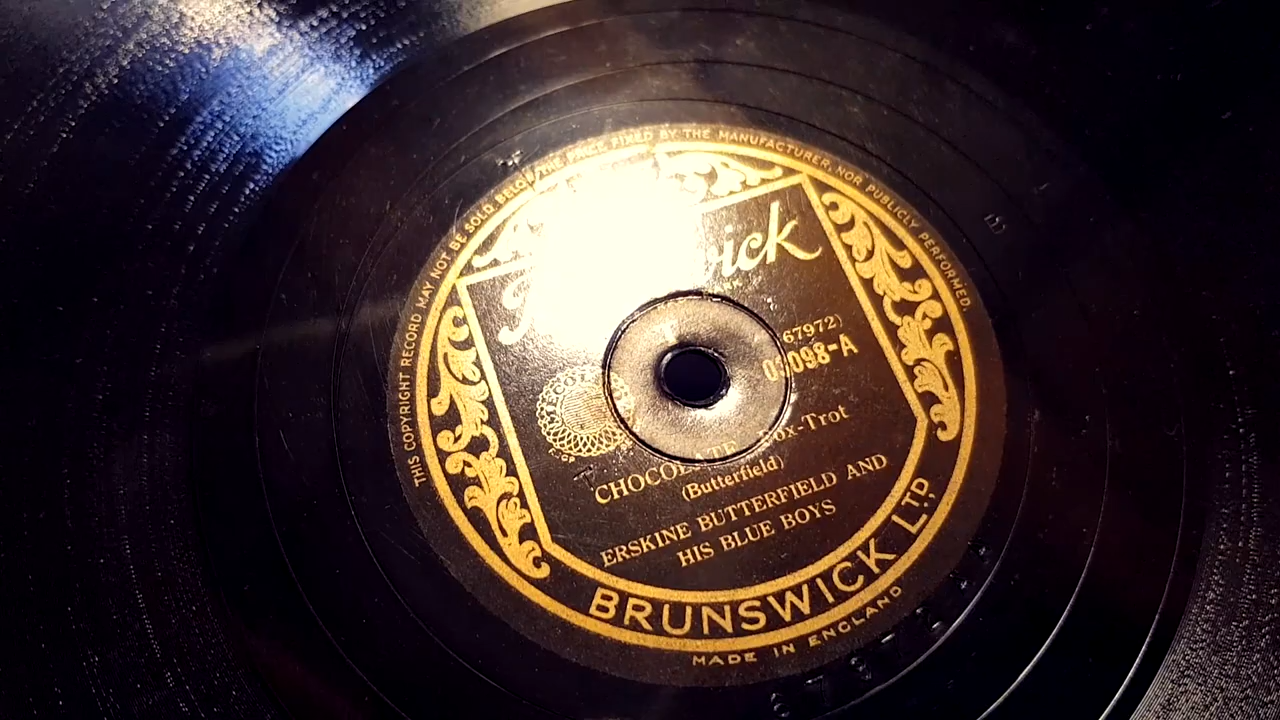 THIS COPYRIGHT RECORD MAY NOT BE SOLD BELOW THE PRICE FIXED BY THE MANUFACTURER, NOR PUBLICLY PERFORMED.
67972)
098-A
CHOCOLATE Fox-Trot
(Butterfield)
ERSKINE BUTTERFIELD AND
HIS BLUE BOYS
BRUNSWICK LTD.
MADE IN ENGLAND